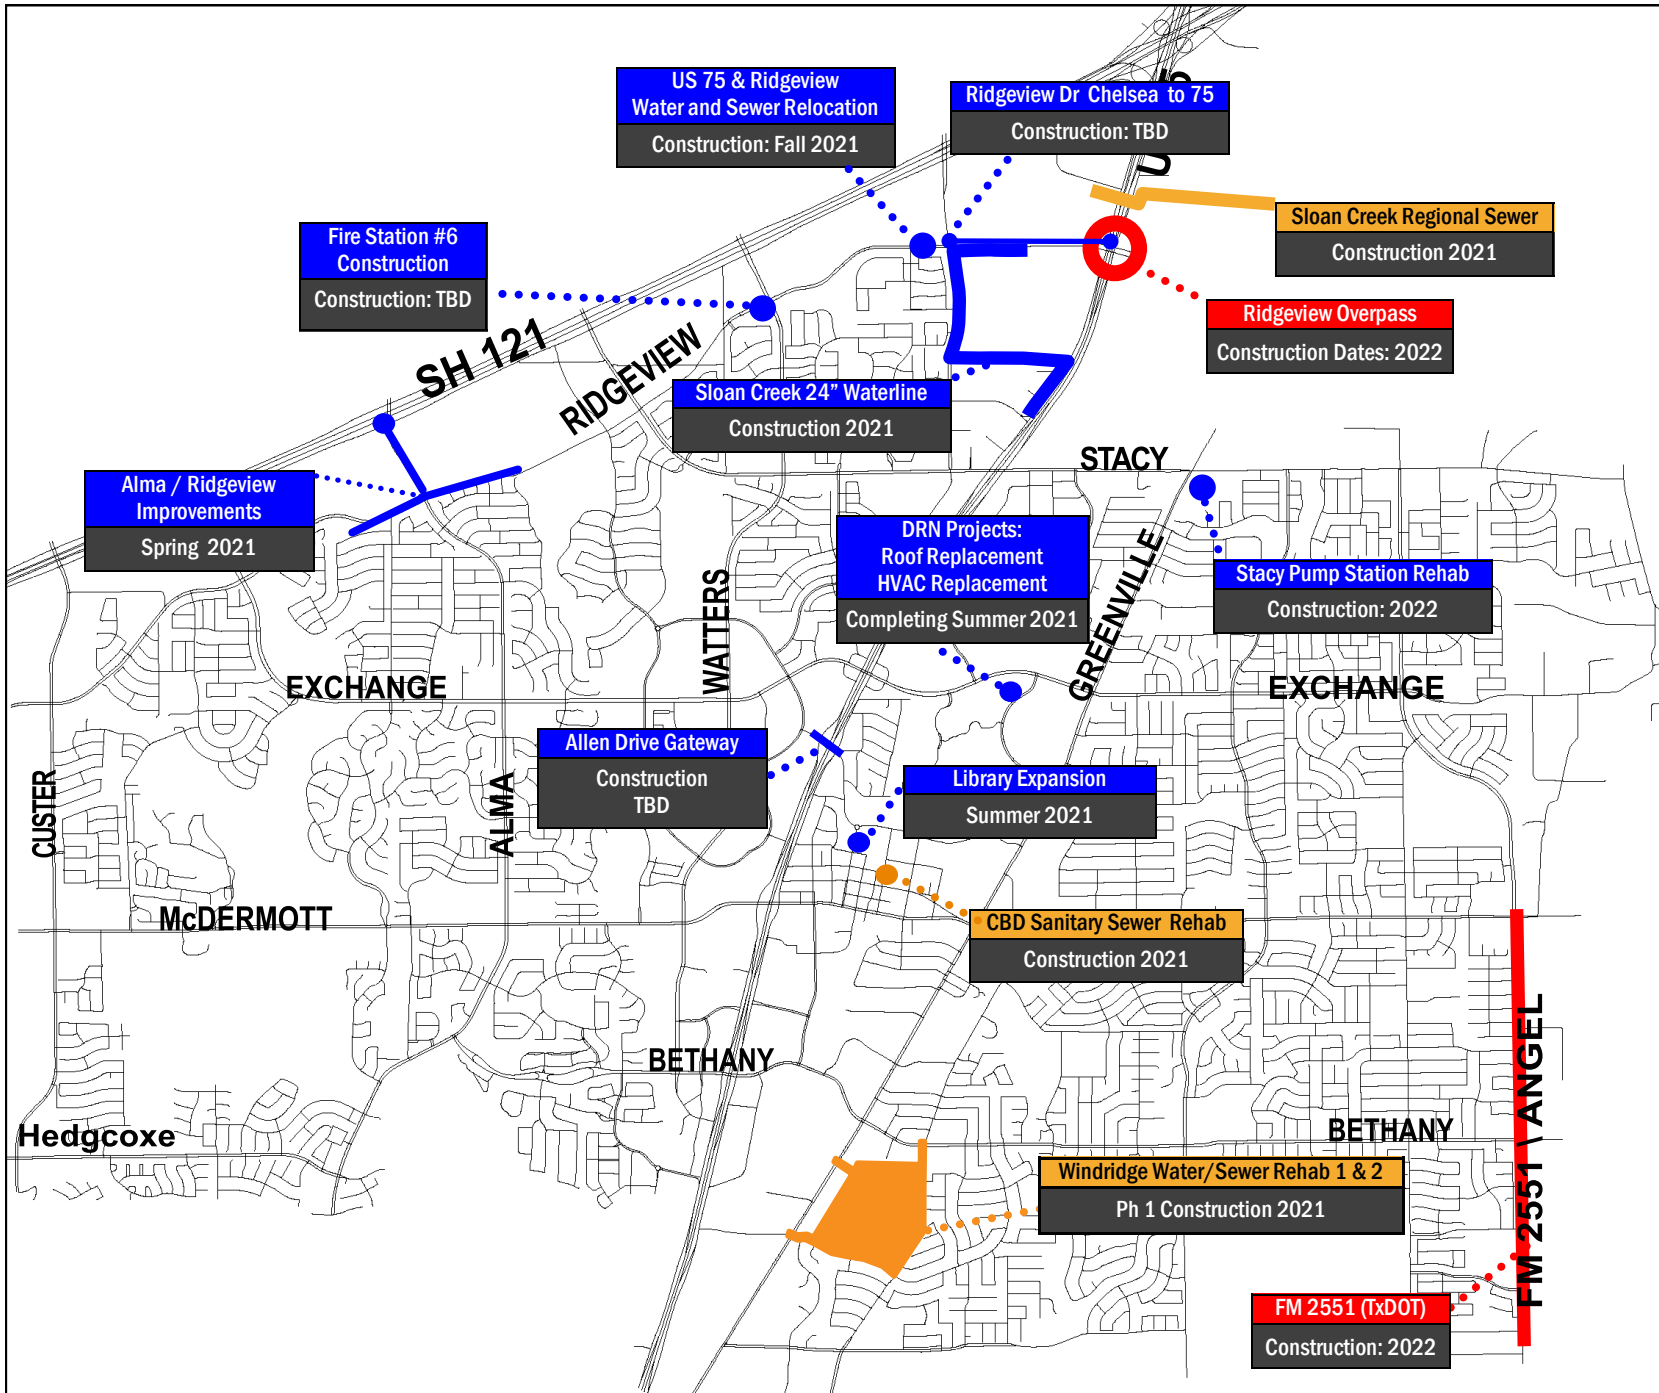 US 75 & Ridgeview
Water and Sewer Relocation
Construction: Fall 2021
Ridgeview Dr Chelsea to 75
Construction: TBD
Sloan Creek Regional Sewer
Construction 2021
Fire Station #6
Construction
Construction: TBD
Ridgeview Overpass
Construction Dates: 2022
SH 121
RIDGEVIEW
Sloan Creek 24” Waterline
Construction 2021
STACY
Alma / Ridgeview
Improvements
Spring 2021
DRN Projects:
Roof Replacement
HVAC Replacement
Completing Summer 2021
GREENVILLE
Stacy Pump Station Rehab
Construction: 2022
WATTERS
EXCHANGE
EXCHANGE
Allen Drive Gateway
Construction
TBD
Library Expansion
Summer 2021
CUSTER
ALMA
McDERMOTT
CBD Sanitary Sewer Rehab
Construction 2021
BETHANY
Hedgcoxe
BETHANY
FM 2551 \ ANGEL
Windridge Water/Sewer Rehab 1 & 2
Ph 1 Construction 2021
FM 2551 (TxDOT)
Construction: 2022